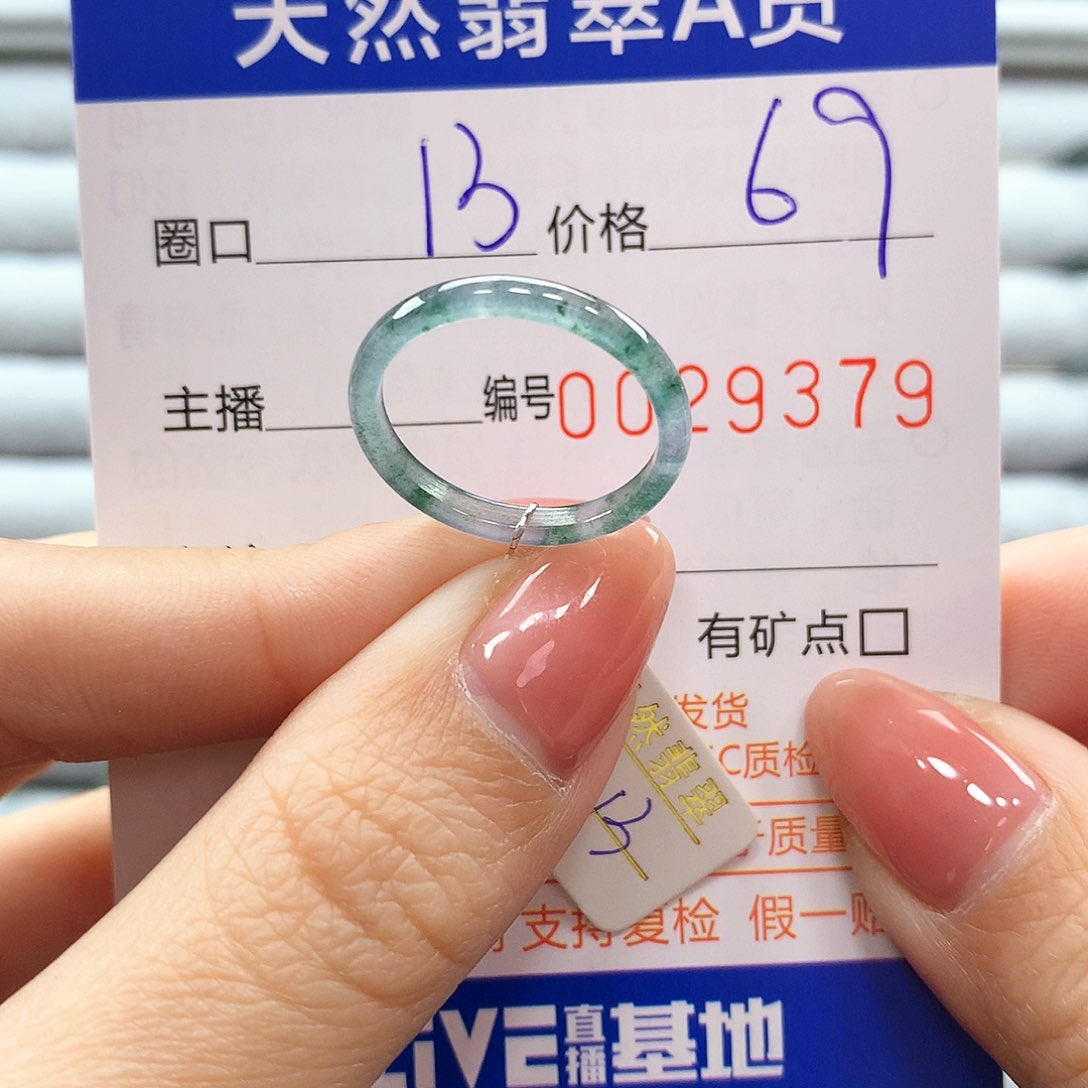 天然翡翠A货
圈口 13 价格 69
主播 编号 0029379
有矿点□
发货
C质检
然翡翠
13
质量
支持复检 假一赔
LIVE直播基地